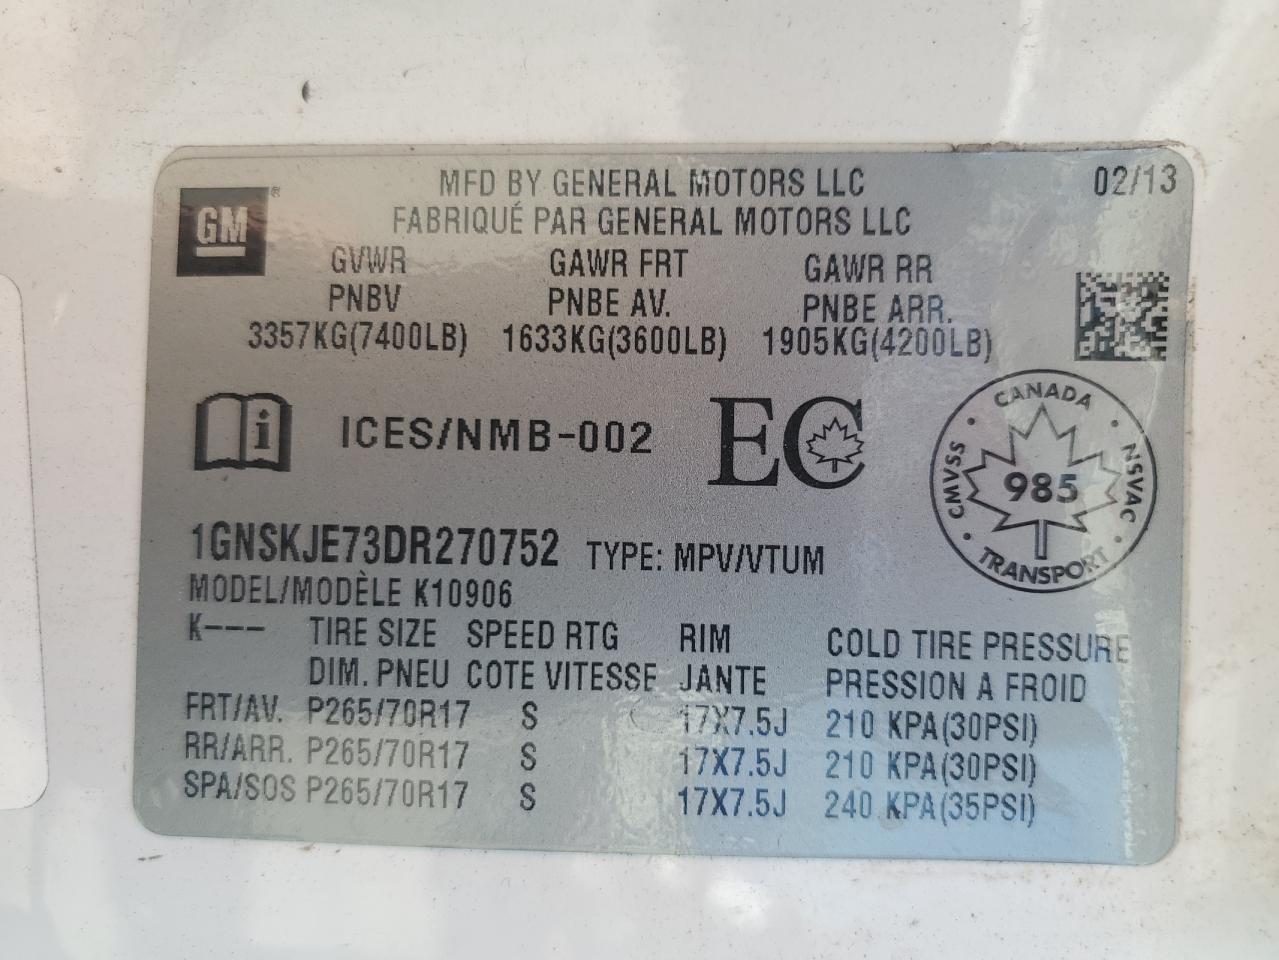 GM®
MFD BY GENERAL MOTORS LLC 02/13
FABRIQUÉ PAR GENERAL MOTORS LLC
GVWR GAWR FRT GAWR RR
PNBV PNBE AV. PNBE ARR.
3357KG(7400LB) 1633KG(3600LB) 1905KG(4200LB)
i ICES/NMB-002 EC
CANADA
CMVSS 985 NSVAC
TRANSPORT
1GNSKJE73DR270752 TYPE: MPV/VTUM
MODEL/MODÈLE K10906
K--- TIRE SIZE SPEED RTG RIM COLD TIRE PRESSURE
DIM. PNEU COTE VITESSE JANTE PRESSION A FROID
FRT/AV. P265/70R17 S 17X7.5J 210 KPA(30PSI)
RR/ARR. P265/70R17 S 17X7.5J 210 KPA(30PSI)
SPA/SOS P265/70R17 S 17X7.5J 240 KPA(35PSI)